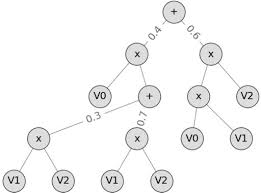 +
0.4 0.6
x x
V0 + x V2
0.3 0.7
x x V0 V1
V1 V2 V1 V2